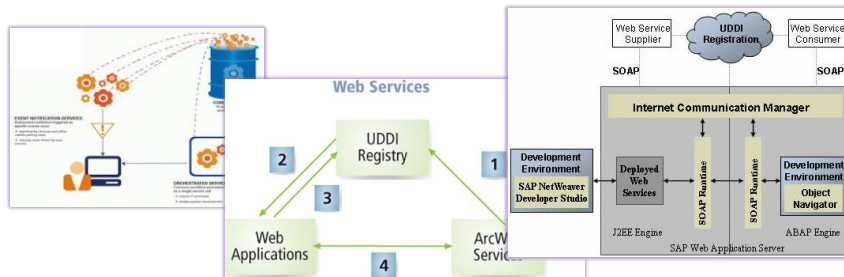 EVENT NOTIFICATION SERVICES
ORCHESTRATED SERV
Web Services
UDDI
Registry
2
1
3
Web
Applications
ArcW
Services
4
Web Service
Supplier
UDDI
Registration
Web Service
Consumer
SOAP
SOAP
Internet Communication Manager
Development
Environment
SAP NetWeaver
Developer Studio
Deployed
Web
Services
SOAP Runtime
SOAP Runtime
Development
Environment
Object
Navigator
J2EE Engine
ABAP Engine
SAP Web Application Server